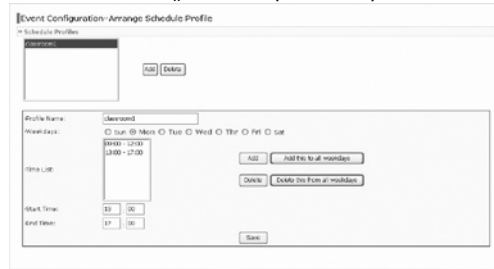 Event Configuration-Arrange Schedule Profile
Schedule Profiles
classroom1
Add Delete
Profile Name: classroom1
Weekdays: Sun Mon Tue Wed Thr Fri Sat
Time List:
08:00 - 12:00
13:00 - 17:00
Add Add this to all weekdays
Delete Delete this from all weekdays
Start Time: 13 : 00
End Time: 17 : 00
Save